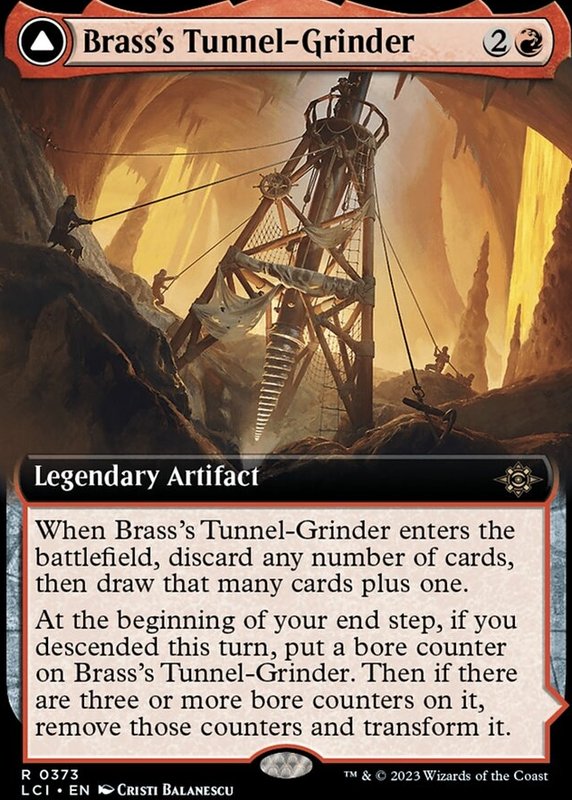 Brass's Tunnel-Grinder 2
Legendary Artifact
When Brass's Tunnel-Grinder enters the
battlefield, discard any number of cards,
then draw that many cards plus one.
At the beginning of your end step, if you
descended this turn, put a bore counter
on Brass's Tunnel-Grinder. Then if there
are three or more bore counters on it,
remove those counters and transform it.
R 0373
LCI • EN Cristi Balanescu
™ & © 2023 Wizards of the Coast